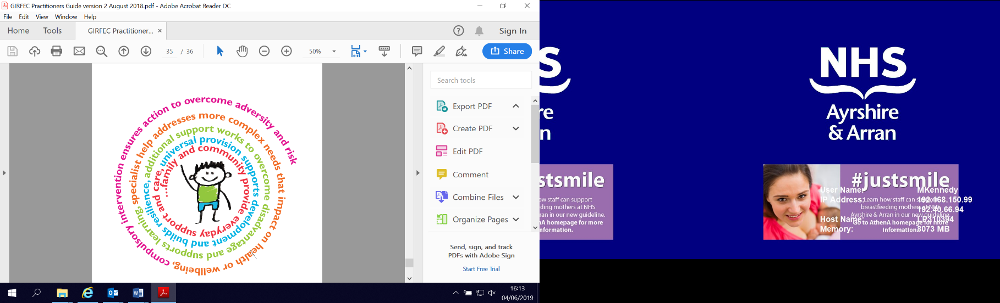 GIRFEC Practitioners Guide version 2 August 2018.pdf - Adobe Acrobat Reader DC
File Edit View Window Help
Home Tools GIRFEC Practitioner... × Sign In
35 / 36 50% Share
Search tools
Export PDF
Create PDF
Edit PDF
Comment
Combine Files
Organize Pages
Send, sign, and track
PDFs with Adobe Sign
Start Free Trial
...family and community provide everyday support and care,
universal provision supports development and builds resilience,
additional support works to overcome disadvantage and supports learning,
specialist help addresses more complex needs that impact on health or wellbeing,
compulsory intervention ensures action to overcome adversity and risk
16:13
04/06/2019
S
re
n
stsmile
ow staff can support
ding mothers at NHS
ran in our new guideline.
nA homepage for more
nformation.
NHS
Ayrshire
& Arran
#justsmile
Learn how staff can support
breastfeeding mothers at NHS
Ayrshire & Arran in our new guideline.
Go to AthenA homepage for more
information.
User Name: MKennedy
IP Address: 192.168.150.99
192.40.66.94
Host Name:
Memory: 8073 MB